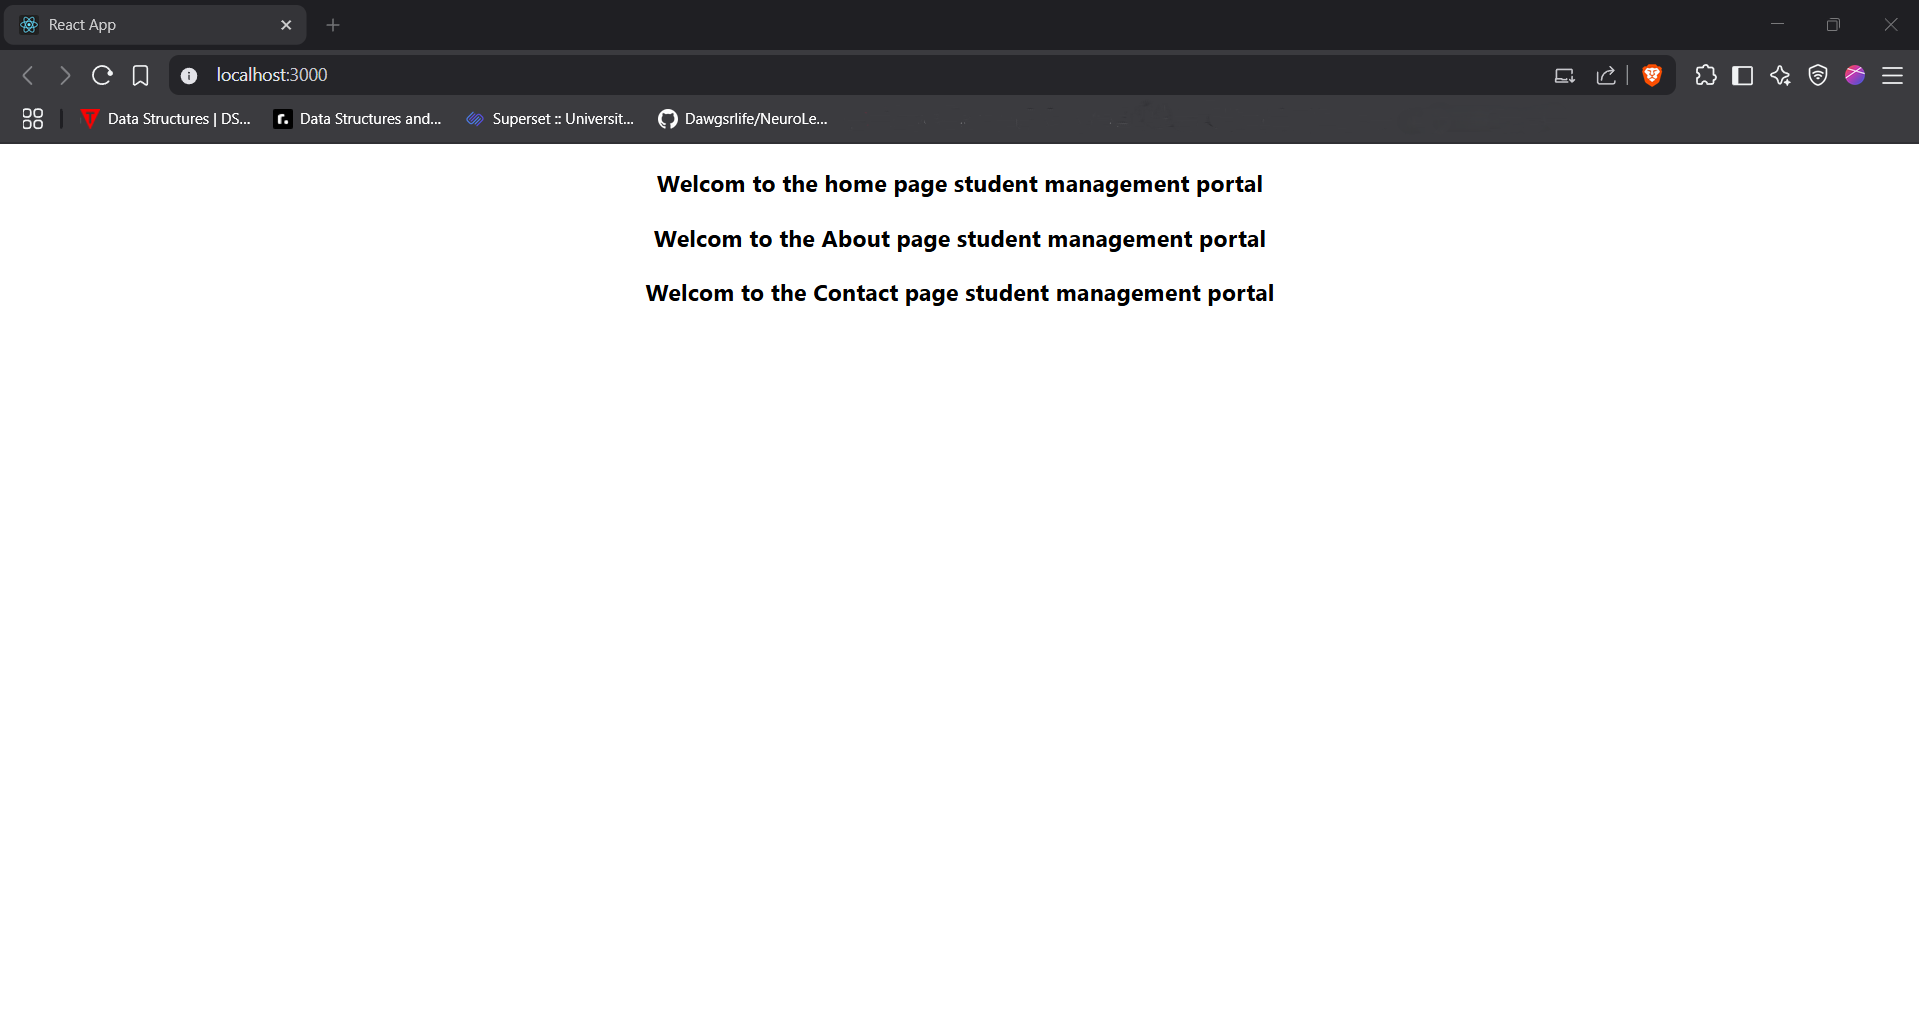 React App
localhost:3000
Data Structures | DS...
Data Structures and...
Superset :: Universit...
Dawgsrlife/NeuroLe...
Welcom to the home page student management portal
Welcom to the About page student management portal
Welcom to the Contact page student management portal